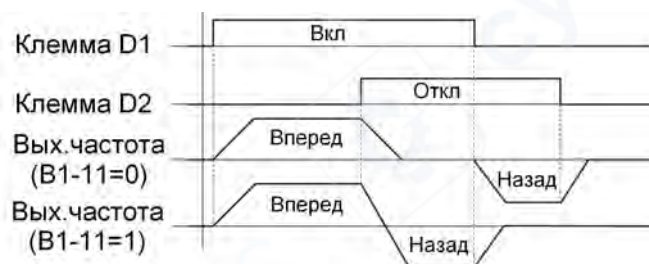 Клемма D1
Вкл
Клемма D2
Откл
Вых.частота
(B1-11=0)
Вперед
Назад
Вых.частота
(B1-11=1)
Вперед
Назад